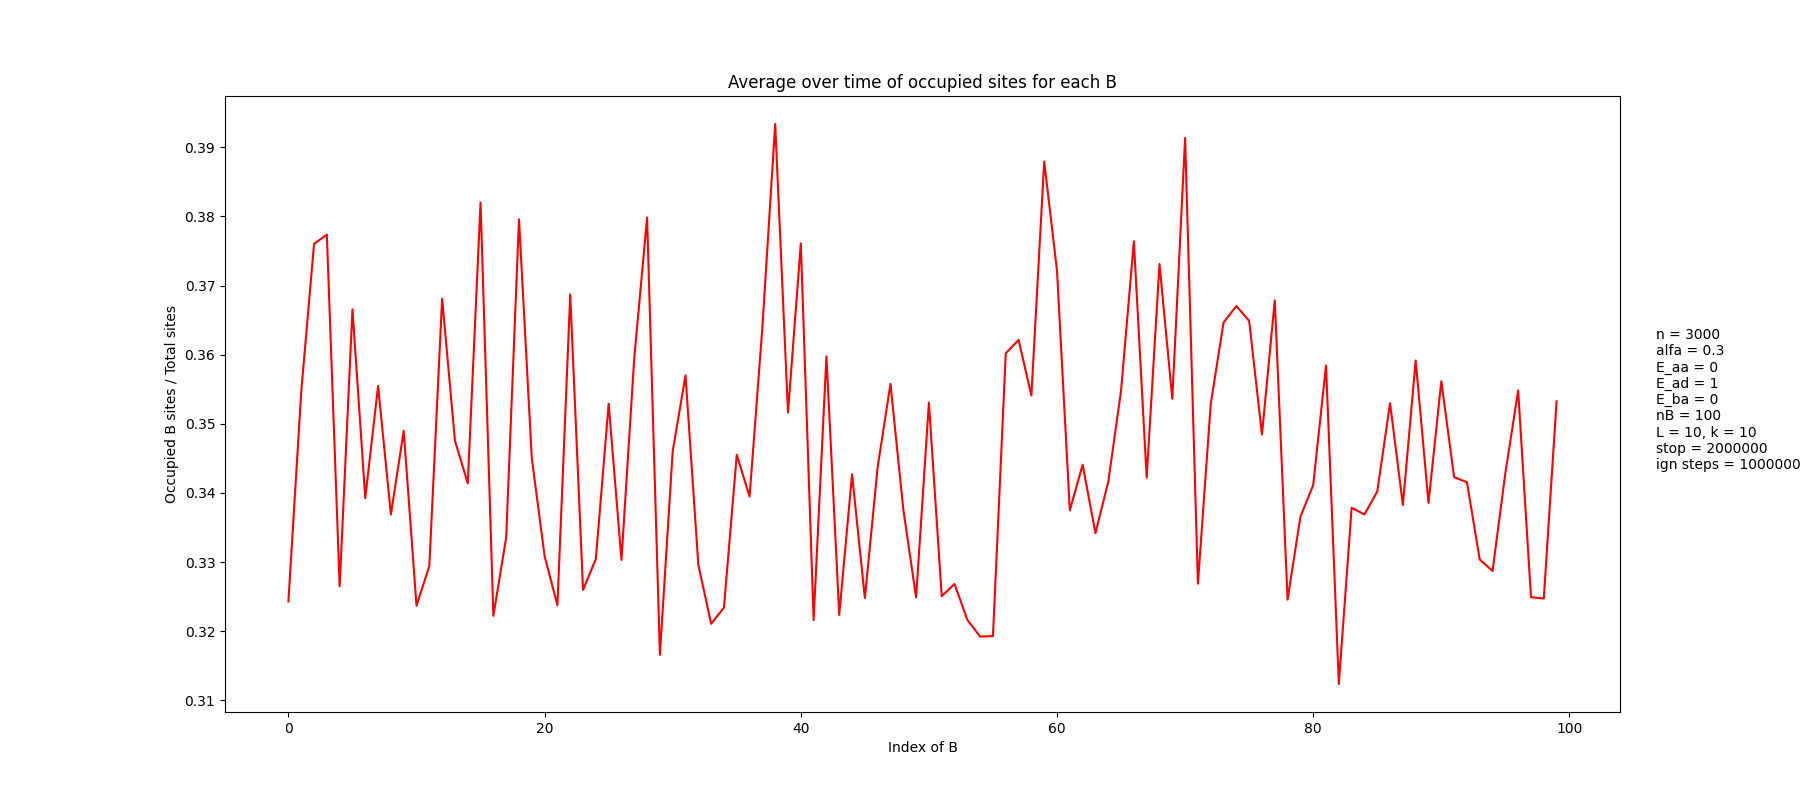 Average over time of occupied sites for each B
Occupied B sites / Total sites
0.39
0.38
0.37
0.36
0.35
0.34
0.33
0.32
0.31
0 20 40 60 80 100
Index of B
n = 3000
alfa = 0.3
E_aa = 0
E_ad = 1
E_ba = 0
nB = 100
L = 10, k = 10
stop = 2000000
ign steps = 1000000